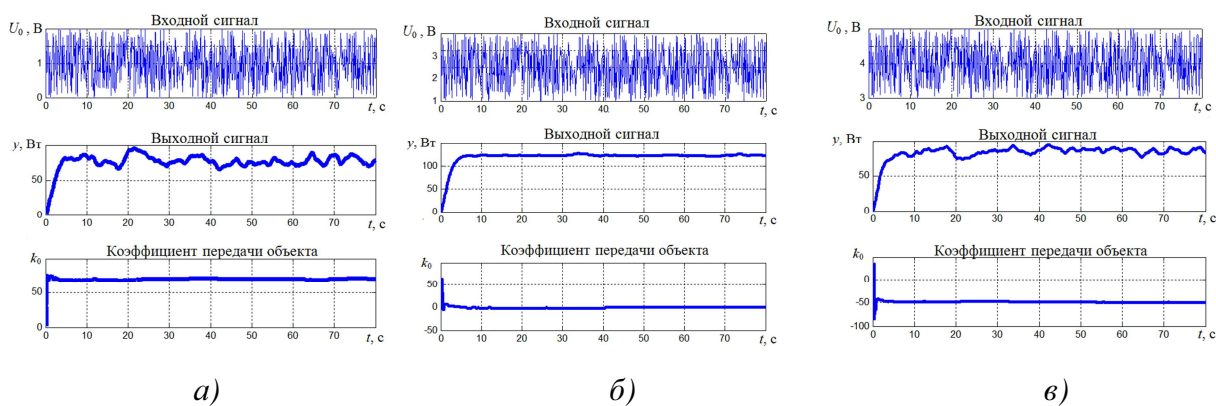 Входной сигнал
U₀ , В
1
0
0 10 20 30 40 50 60 70
t, с
Выходной сигнал
y, Вт
50
0
0 10 20 30 40 50 60 70
t, с
Коэффициент передачи объекта
k₀
50
0
0 10 20 30 40 50 60 70
t, с
а)
Входной сигнал
U₀ , В
3
2
1
0 10 20 30 40 50 60 70
t, с
Выходной сигнал
y, Вт
100
50
0
0 10 20 30 40 50 60 70
t, с
Коэффициент передачи объекта
k₀
50
0
-50
0 10 20 30 40 50 60 70
t, с
б)
Входной сигнал
U₀ , В
4
3
0 10 20 30 40 50 60 70
t, с
Выходной сигнал
y, Вт
50
0
0 10 20 30 40 50 60 70
t, с
Коэффициент передачи объекта
k₀
0
-50
-100
0 10 20 30 40 50 60 70
t, с
в)